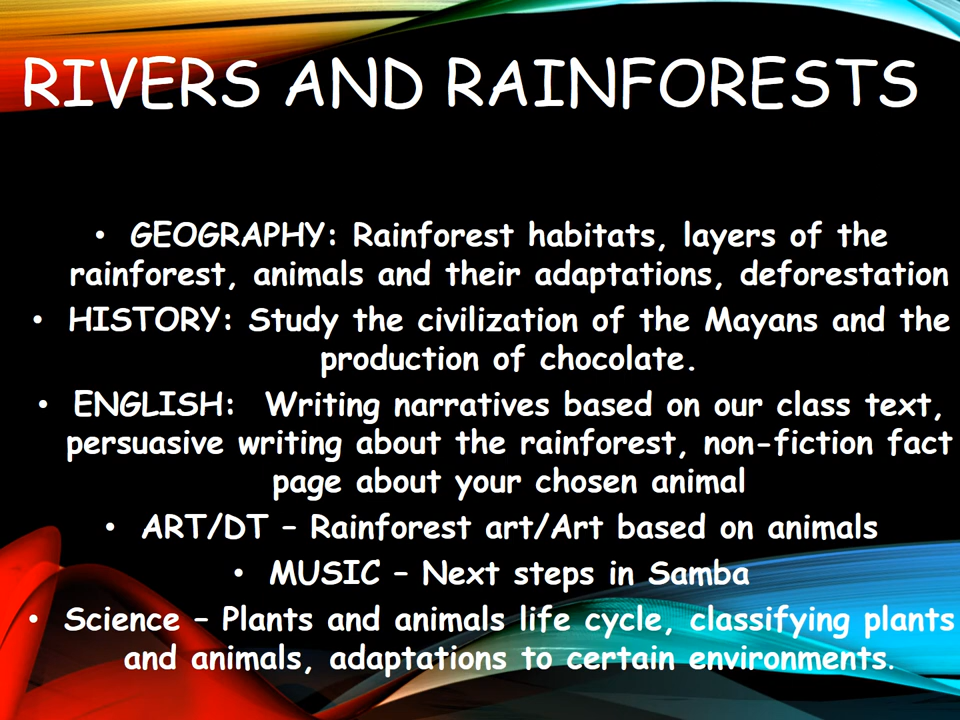 RIVERS AND RAINFORESTS
• GEOGRAPHY: Rainforest habitats, layers of the
rainforest, animals and their adaptations, deforestation
• HISTORY: Study the civilization of the Mayans and the
production of chocolate.
• ENGLISH:  Writing narratives based on our class text,
persuasive writing about the rainforest, non-fiction fact
page about your chosen animal
• ART/DT – Rainforest art/Art based on animals
• MUSIC – Next steps in Samba
• Science – Plants and animals life cycle, classifying plants
and animals, adaptations to certain environments.